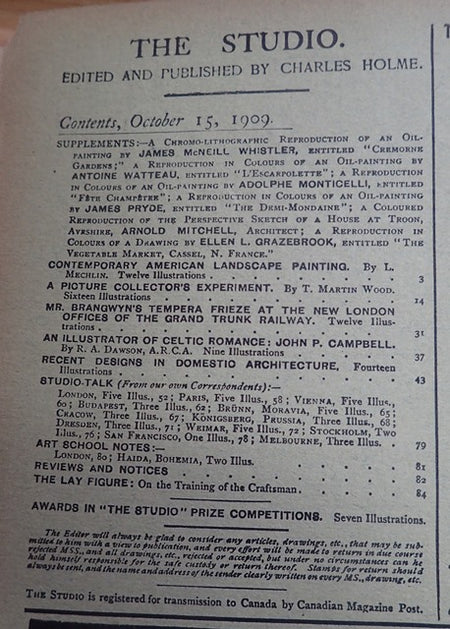 THE STUDIO.
EDITED AND PUBLISHED BY CHARLES HOLME.
Contents, October 15, 1909.
SUPPLEMENTS:—A CHROMO-LITHOGRAPHIC REPRODUCTION OF AN OIL-
PAINTING BY JAMES McNEILL WHISTLER, ENTITLED "CREMORNE
GARDENS;" A REPRODUCTION IN COLOURS OF AN OIL-PAINTING BY
ANTOINE WATTEAU, ENTITLED "L'ESCARPOLETTE"; A REPRODUCTION
IN COLOURS OF AN OIL-PAINTING BY ADOLPHE MONTICELLI, ENTITLED
"FÊTE CHAMPÊTRE"; A REPRODUCTION IN COLOURS OF AN OIL-PAINTING
BY JAMES PRYDE, ENTITLED "THE DEMI-MONDAINE"; A COLOURED
REPRODUCTION OF THE PERSPECTIVE SKETCH OF A HOUSE AT TROON,
AYRSHIRE, ARNOLD MITCHELL, ARCHITECT; A REPRODUCTION IN
COLOURS OF A DRAWING BY ELLEN L. GRAZEBROOK, ENTITLED "THE
VEGETABLE MARKET, CASSEL, N. FRANCE."
CONTEMPORARY AMERICAN LANDSCAPE PAINTING. By L.
MECHLIN. Twelve Illustrations . . . . . . . 3
A PICTURE COLLECTOR'S EXPERIMENT. By T. MARTIN WOOD.
Sixteen Illustrations . . . . . . . 14
MR. BRANGWYN'S TEMPERA FRIEZE AT THE NEW LONDON
OFFICES OF THE GRAND TRUNK RAILWAY. Twelve Illus-
trations . . . . . . . 31
AN ILLUSTRATOR OF CELTIC ROMANCE: JOHN P. CAMPBELL.
By R. A. DAWSON, A.R.C.A. Nine Illustrations . . . . 37
RECENT DESIGNS IN DOMESTIC ARCHITECTURE, Fourteen
Illustrations . . . . . . . 43
STUDIO-TALK (From our own Correspondents):—
LONDON, Five Illus., 52; PARIS, Five Illus., 58; VIENNA, Five Illus.,
60; BUDAPEST, Three Illus., 62; BRÜNN, MORAVIA, Five Illus., 65;
CRACOW, Three Illus., 67; KÖNIGSBERG, PRUSSIA, Three Illus., 68;
DRESDEN, Three Illus., 71; WEIMAR, Five Illus., 72; STOCKHOLM, Two
Illus., 76; SAN FRANCISCO, One Illus., 78; MELBOURNE, Three Illus. . 79
ART SCHOOL NOTES:—
LONDON, 80; HAIDA, BOHEMIA, Two Illus. . . . . . 81
REVIEWS AND NOTICES . . . . . . . 82
THE LAY FIGURE: On the Training of the Craftsman . . . . 84
AWARDS IN "THE STUDIO" PRIZE COMPETITIONS. Seven Illustrations.
The Editor will always be glad to consider any articles, drawings, etc., that may be sub-
mitted to him with a view to publication, and every effort will be made to return in due course
rejected MSS., and all drawings, etc., rejected or accepted, but under no circumstances can he
hold himself responsible for the safe custody or return thereof. Stamps for return should
always be sent, and the name and address of the sender clearly written on every MS., drawing, etc.
THE STUDIO is registered for transmission to Canada by Canadian Magazine Post.